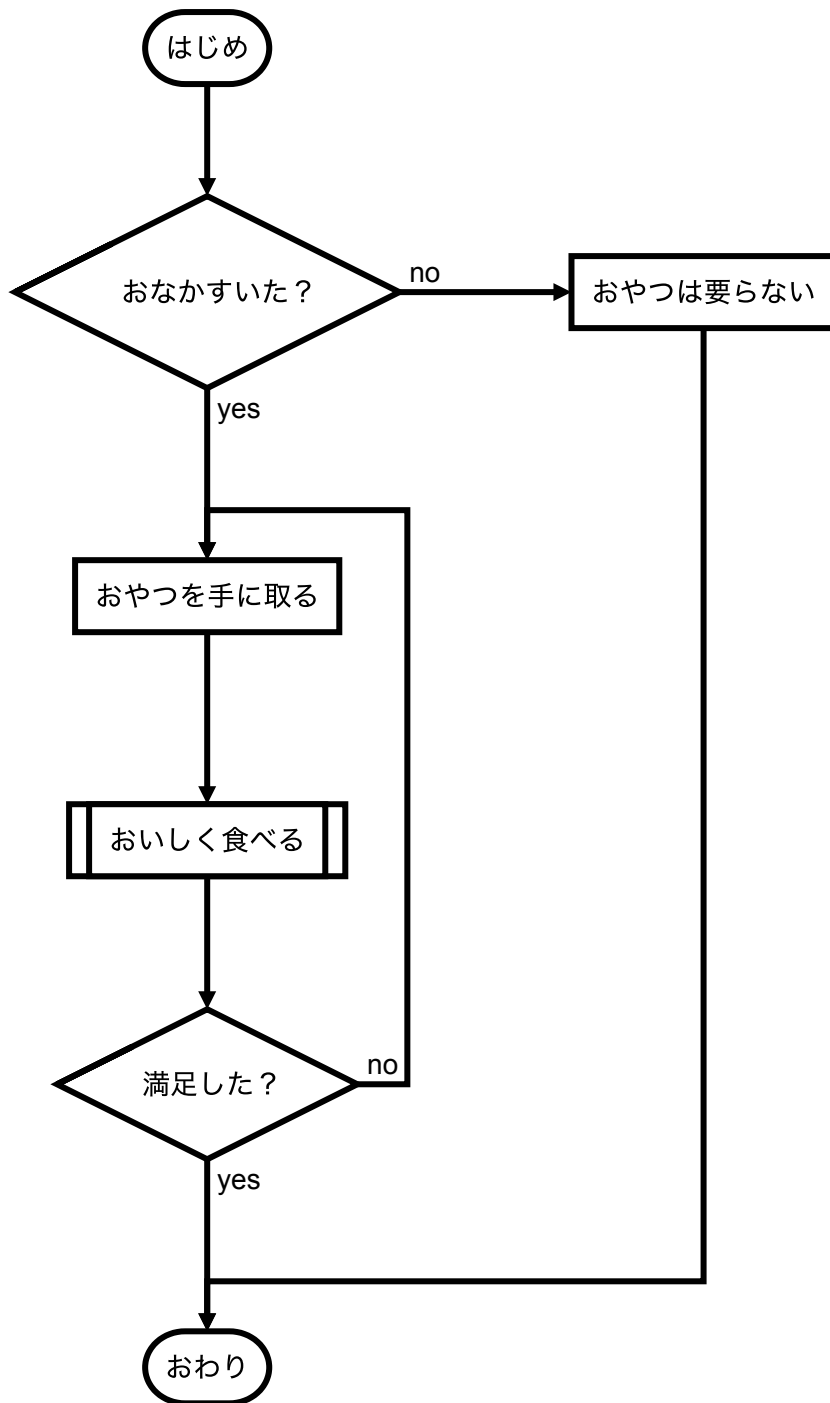 はじめ
おなかすいた？
no
おやつは要らない
yes
おやつを手に取る
おいしく食べる
満足した？
no
yes
おわり